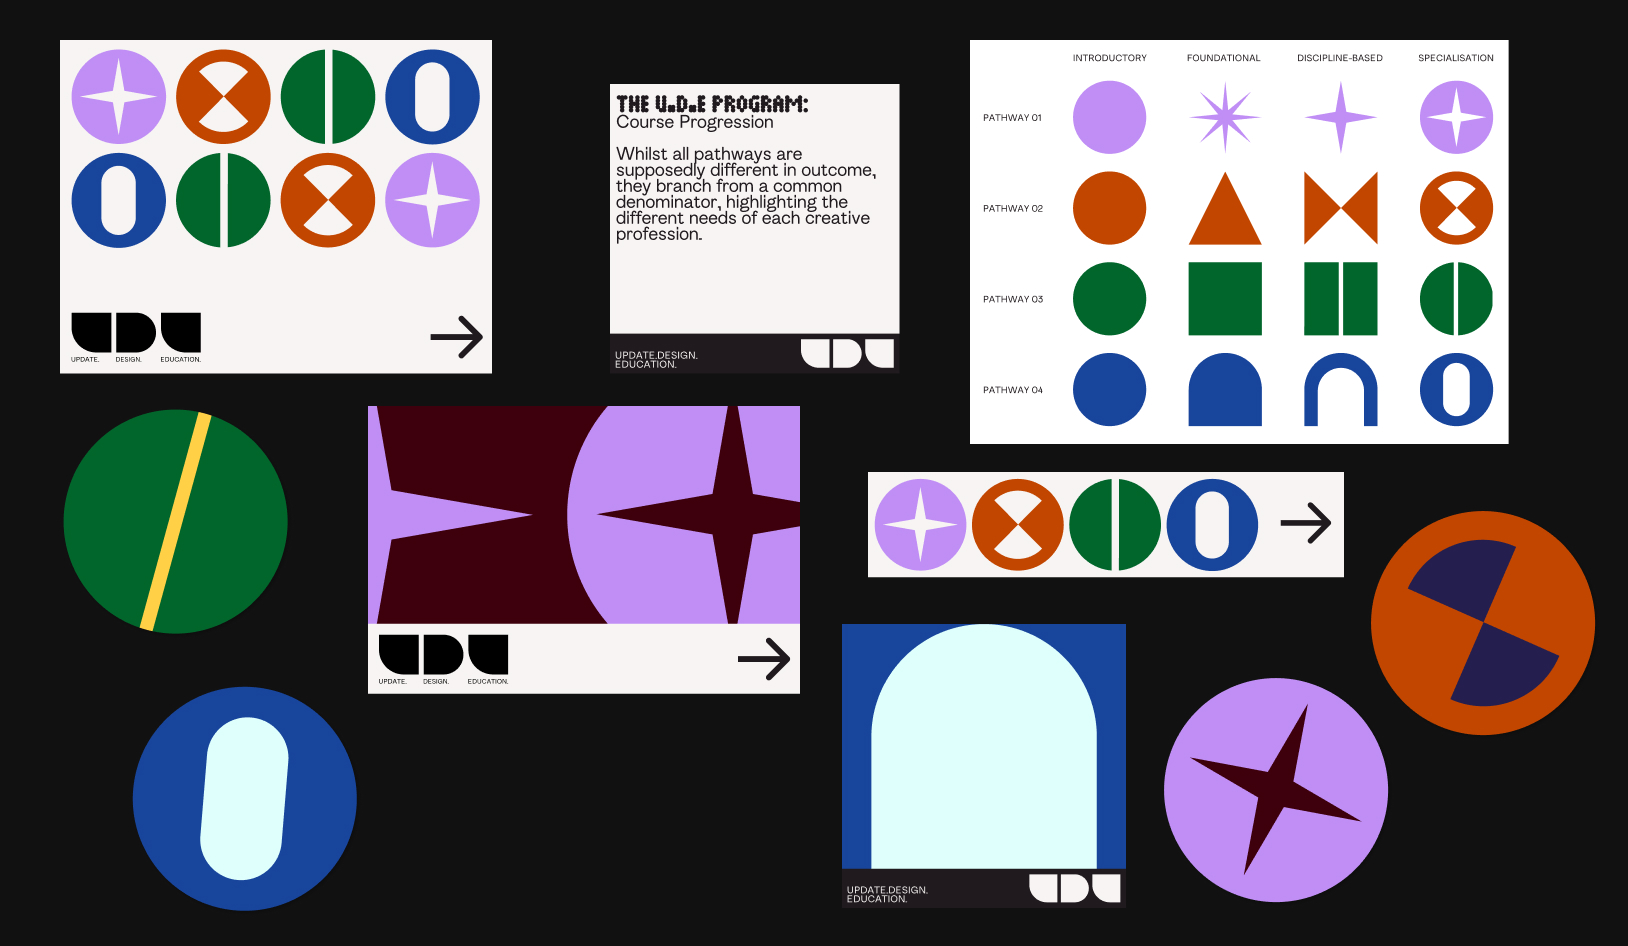 UPDATE. DESIGN. EDUCATION.
THE U.D.E PROGRAM:
Course Progression
Whilst all pathways are
supposedly different in outcome,
they branch from a common
denominator, highlighting the
different needs of each creative
profession.
UPDATE.DESIGN.
EDUCATION.
INTRODUCTORY FOUNDATIONAL DISCIPLINE-BASED SPECIALISATION
PATHWAY 01
PATHWAY 02
PATHWAY 03
PATHWAY 04
UPDATE. DESIGN. EDUCATION.
UPDATE.DESIGN.
EDUCATION.